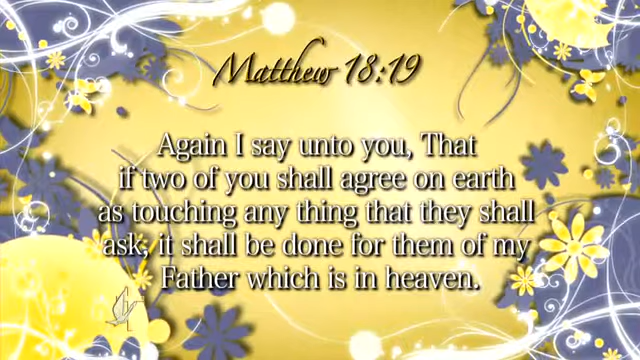 Matthew 18:19
Again I say unto you, That
if two of you shall agree on earth
as touching any thing that they shall
ask, it shall be done for them of my
Father which is in heaven.